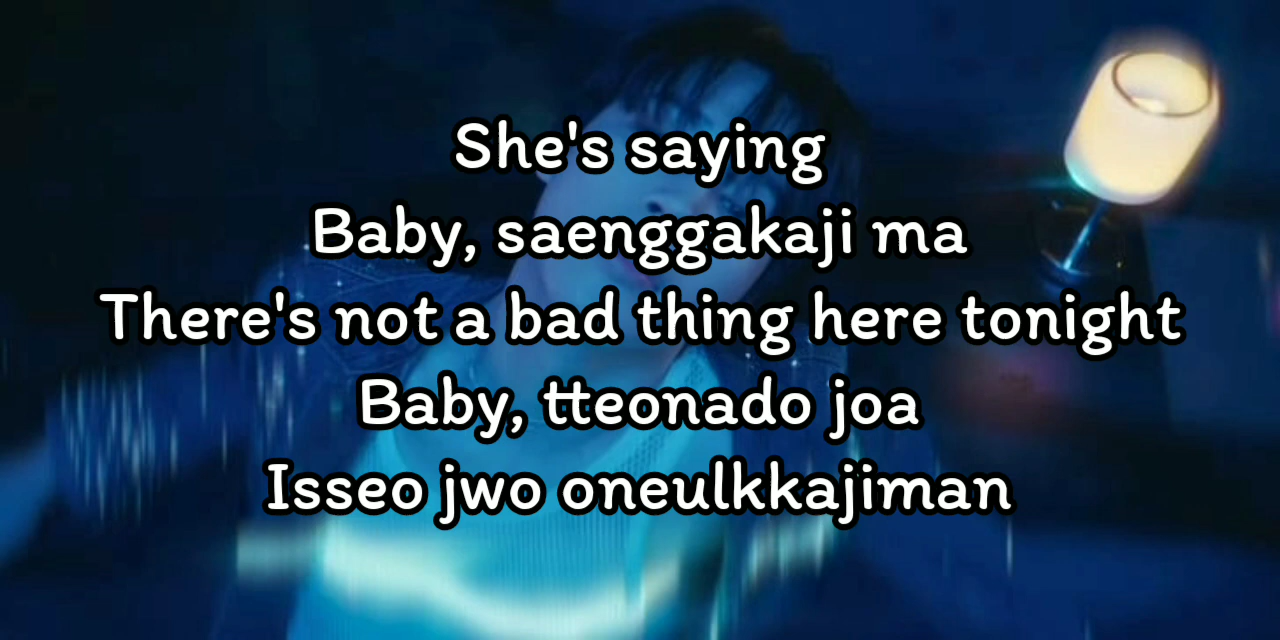 She's saying
Baby, saenggakaji ma
There's not a bad thing here tonight
Baby, tteonado joa
Isseo jwo oneulkkajiman